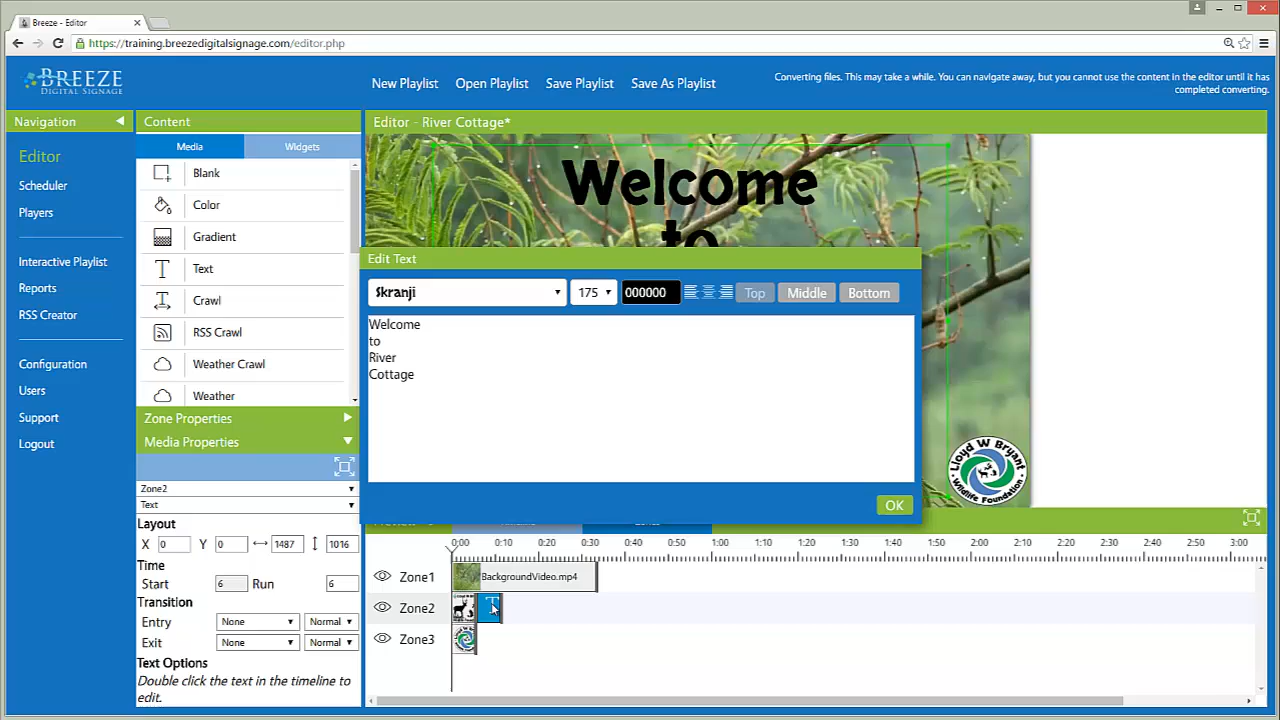 Breeze - Editor
https://training.breezedigitalsignage.com/editor.php
BREEZE
DIGITAL SIGNAGE
New Playlist
Open Playlist
Save Playlist
Save As Playlist
Converting files. This may take a while. You can navigate away, but you cannot use the content in the editor until it has
completed converting.
Navigation
Editor
Scheduler
Players
Interactive Playlist
Reports
RSS Creator
Configuration
Users
Support
Logout
Content
Media
Widgets
Blank
Color
Gradient
Text
Crawl
RSS Crawl
Weather Crawl
Weather
Zone Properties
Media Properties
Zone2
Text
Layout
X 0 Y 0 1487 1016
Time
Start 6 Run 6
Transition
Entry None Normal
Exit None Normal
Text Options
Double click the text in the timeline to
edit.
Editor - River Cottage*
Welcome
to
Edit Text
Skranji 175 000000 Top Middle Bottom
Welcome
to
River
Cottage
OK
Lloyd W Bryant
Wildlife Foundation
0:00 0:10 0:20 0:30 0:40 0:50 1:00 1:10 1:20 1:30 1:40 1:50 2:00 2:10 2:20 2:30 2:40 2:50 3:00
Zone1 BackgroundVideo.mp4
Zone2
Zone3